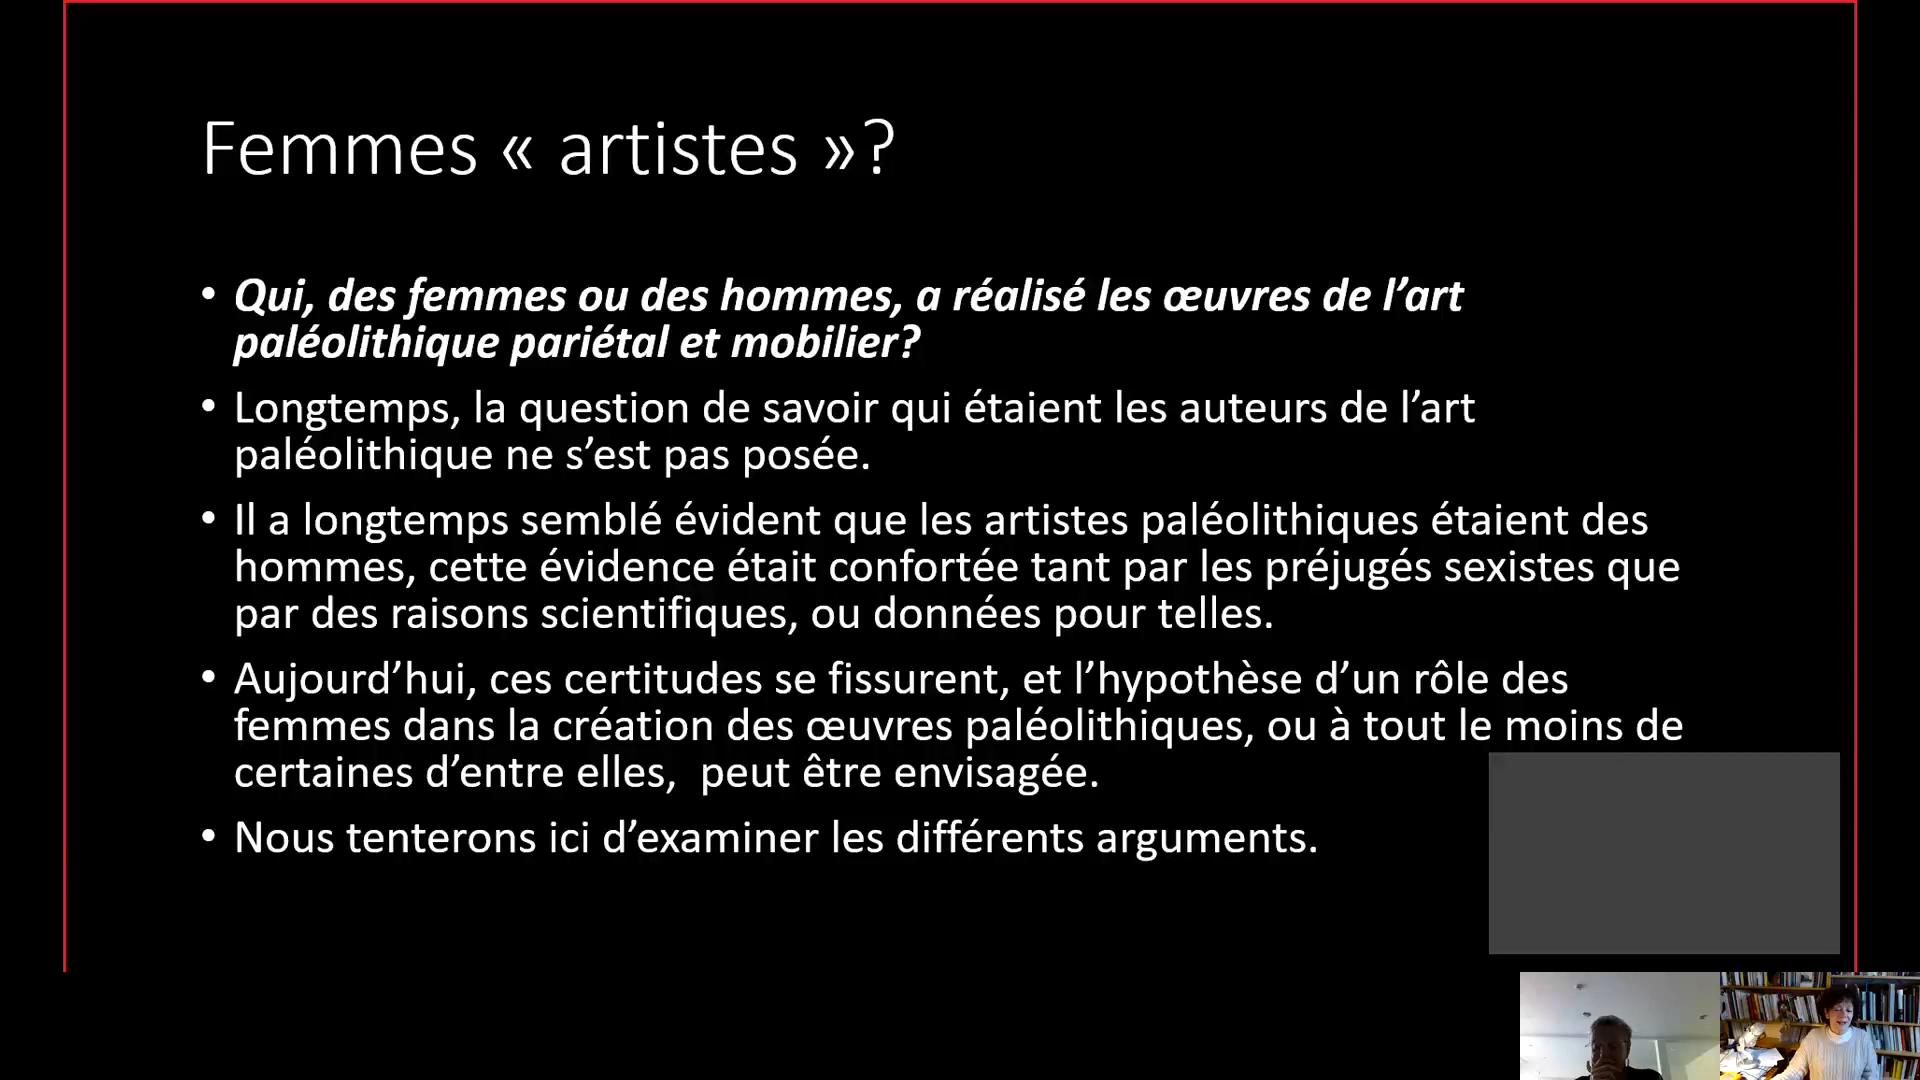 Femmes « artistes »?
• Qui, des femmes ou des hommes, a réalisé les œuvres de l’art
paléolithique pariétal et mobilier?
• Longtemps, la question de savoir qui étaient les auteurs de l’art
paléolithique ne s’est pas posée.
• Il a longtemps semblé évident que les artistes paléolithiques étaient des
hommes, cette évidence était confortée tant par les préjugés sexistes que
par des raisons scientifiques, ou données pour telles.
• Aujourd’hui, ces certitudes se fissurent, et l’hypothèse d’un rôle des
femmes dans la création des œuvres paléolithiques, ou à tout le moins de
certaines d’entre elles,  peut être envisagée.
• Nous tenterons ici d’examiner les différents arguments.